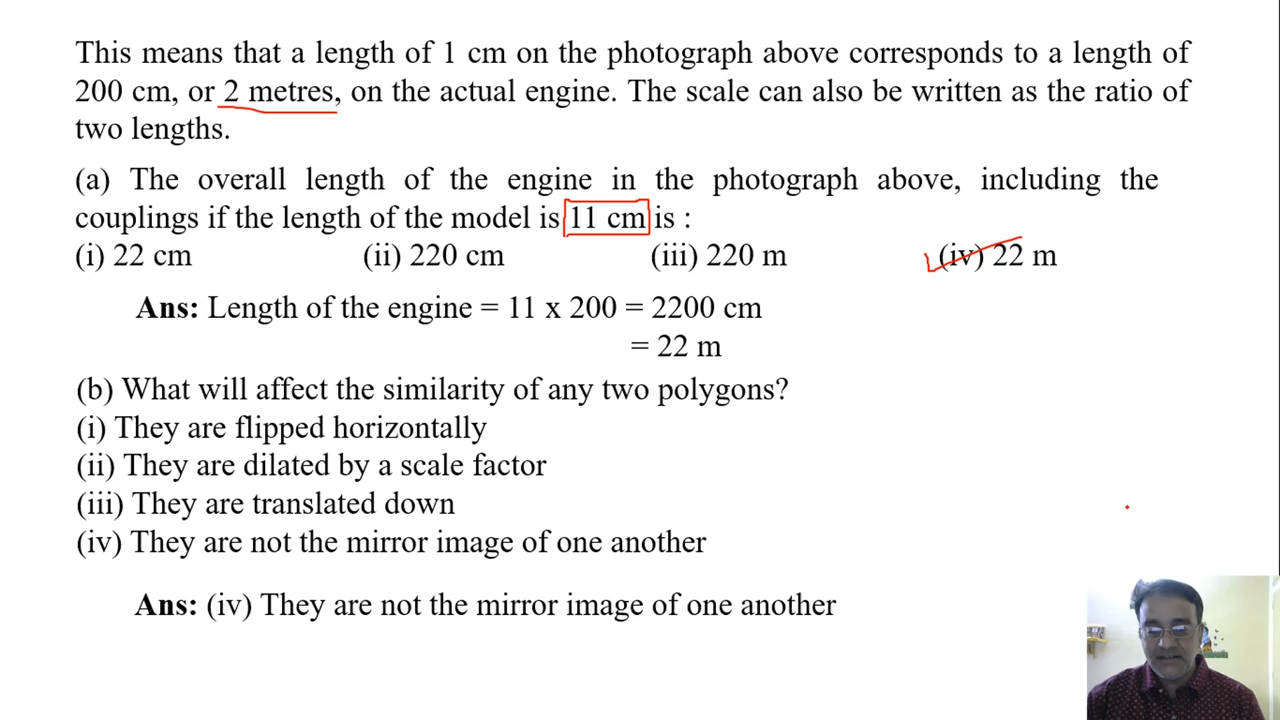 This means that a length of 1 cm on the photograph above corresponds to a length of
200 cm, or 2 metres, on the actual engine. The scale can also be written as the ratio of
two lengths.
(a) The overall length of the engine in the photograph above, including the
couplings if the length of the model is 11 cm is :
(i) 22 cm (ii) 220 cm (iii) 220 m (iv) 22 m
Ans: Length of the engine = 11 x 200 = 2200 cm
= 22 m
(b) What will affect the similarity of any two polygons?
(i) They are flipped horizontally
(ii) They are dilated by a scale factor
(iii) They are translated down
(iv) They are not the mirror image of one another
Ans: (iv) They are not the mirror image of one another